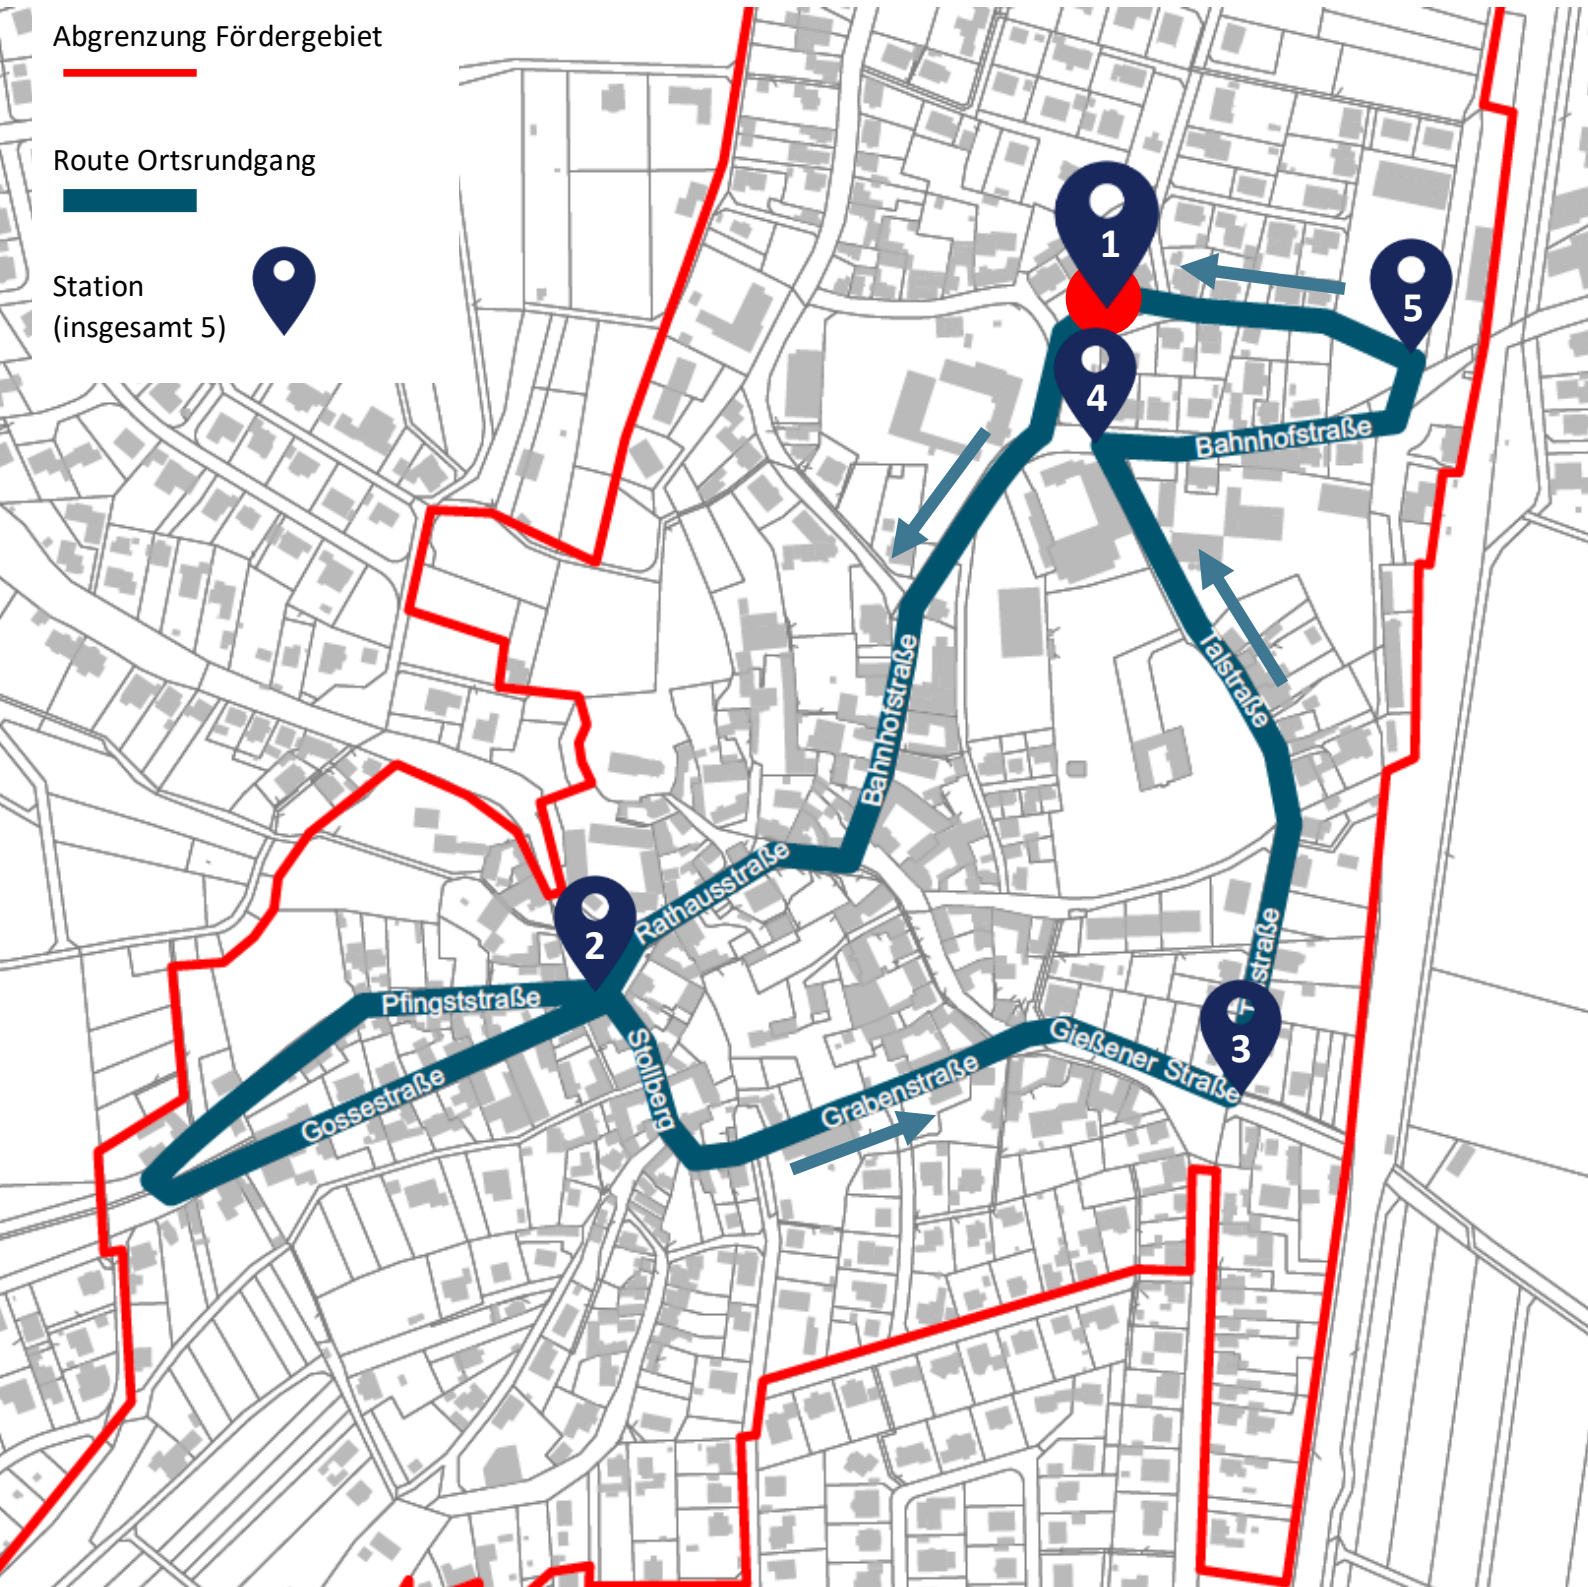 Abgrenzung Fördergebiet
Route Ortsrundgang
Station
(insgesamt 5)
1
5
4
Bahnhofstraße
Talstraße
Bahnhofstraße
Rathausstraße
2
straße
Pfingststraße
Stollberg
Gießener Straße
3
Gossestraße
Grabenstraße